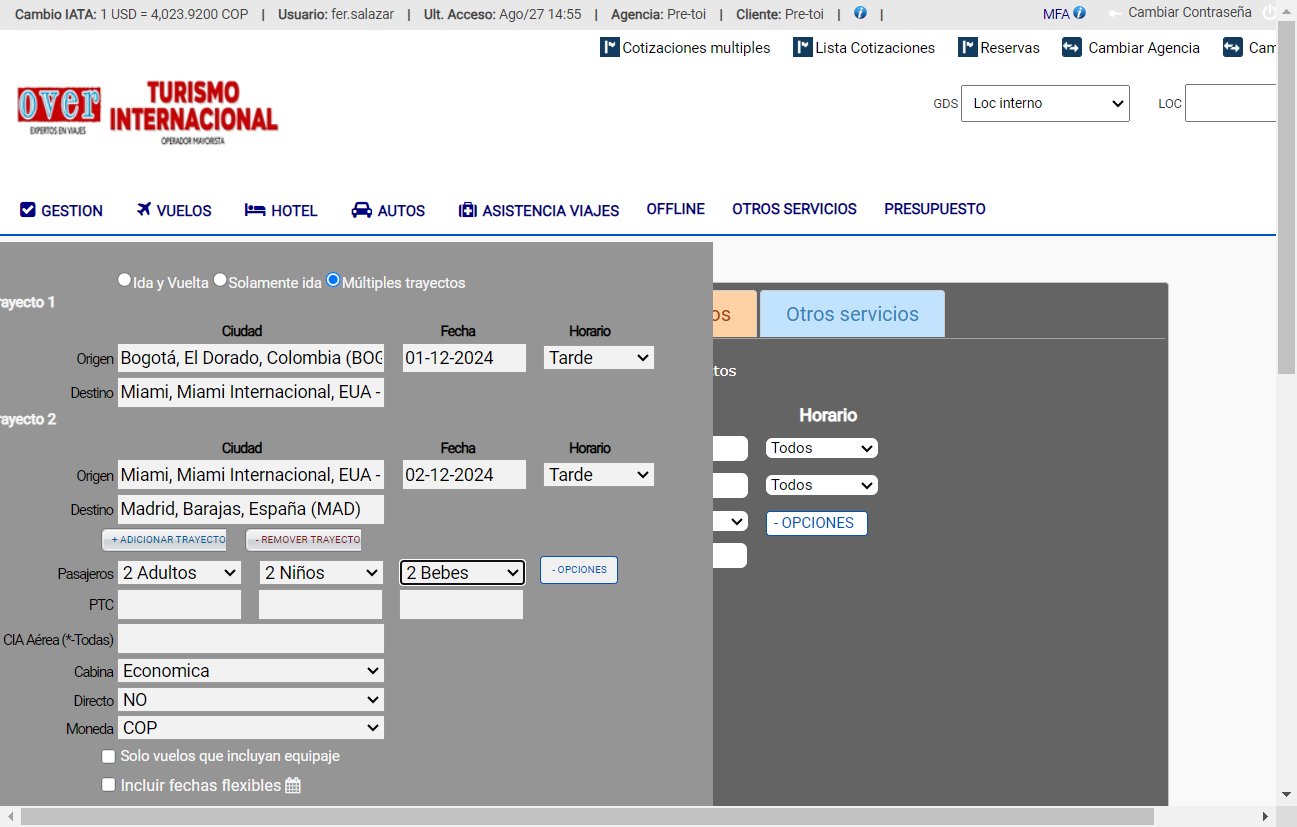 Cambio IATA: 1 USD = 4,023.9200 COP | Usuario: fer.salazar | Ult. Acceso: Ago/27 14:55 | Agencia: Pre-toi | Cliente: Pre-toi | | MFA Cambiar Contraseña
Cotizaciones multiples Lista Cotizaciones Reservas Cambiar Agencia Cam
over TURISMO INTERNACIONAL
EXPERTOS EN VIAJES OPERADOR MAYORISTA
GDS Loc interno LOC
GESTION VUELOS HOTEL AUTOS ASISTENCIA VIAJES OFFLINE OTROS SERVICIOS PRESUPUESTO
Ida y Vuelta Solamente ida Múltiples trayectos
rayecto 1
Ciudad Fecha Horario
Origen Bogotá, El Dorado, Colombia (BOG 01-12-2024 Tarde
Destino Miami, Miami Internacional, EUA -
rayecto 2
Ciudad Fecha Horario
Origen Miami, Miami Internacional, EUA - 02-12-2024 Tarde
Destino Madrid, Barajas, España (MAD)
+ ADICIONAR TRAYECTO - REMOVER TRAYECTO
Pasajeros 2 Adultos 2 Niños 2 Bebes - OPCIONES
PTC
CIA Aérea (*-Todas)
Cabina Economica
Directo NO
Moneda COP
Solo vuelos que incluyan equipaje
Incluir fechas flexibles
os Otros servicios
tos
Horario
Todos
Todos
- OPCIONES